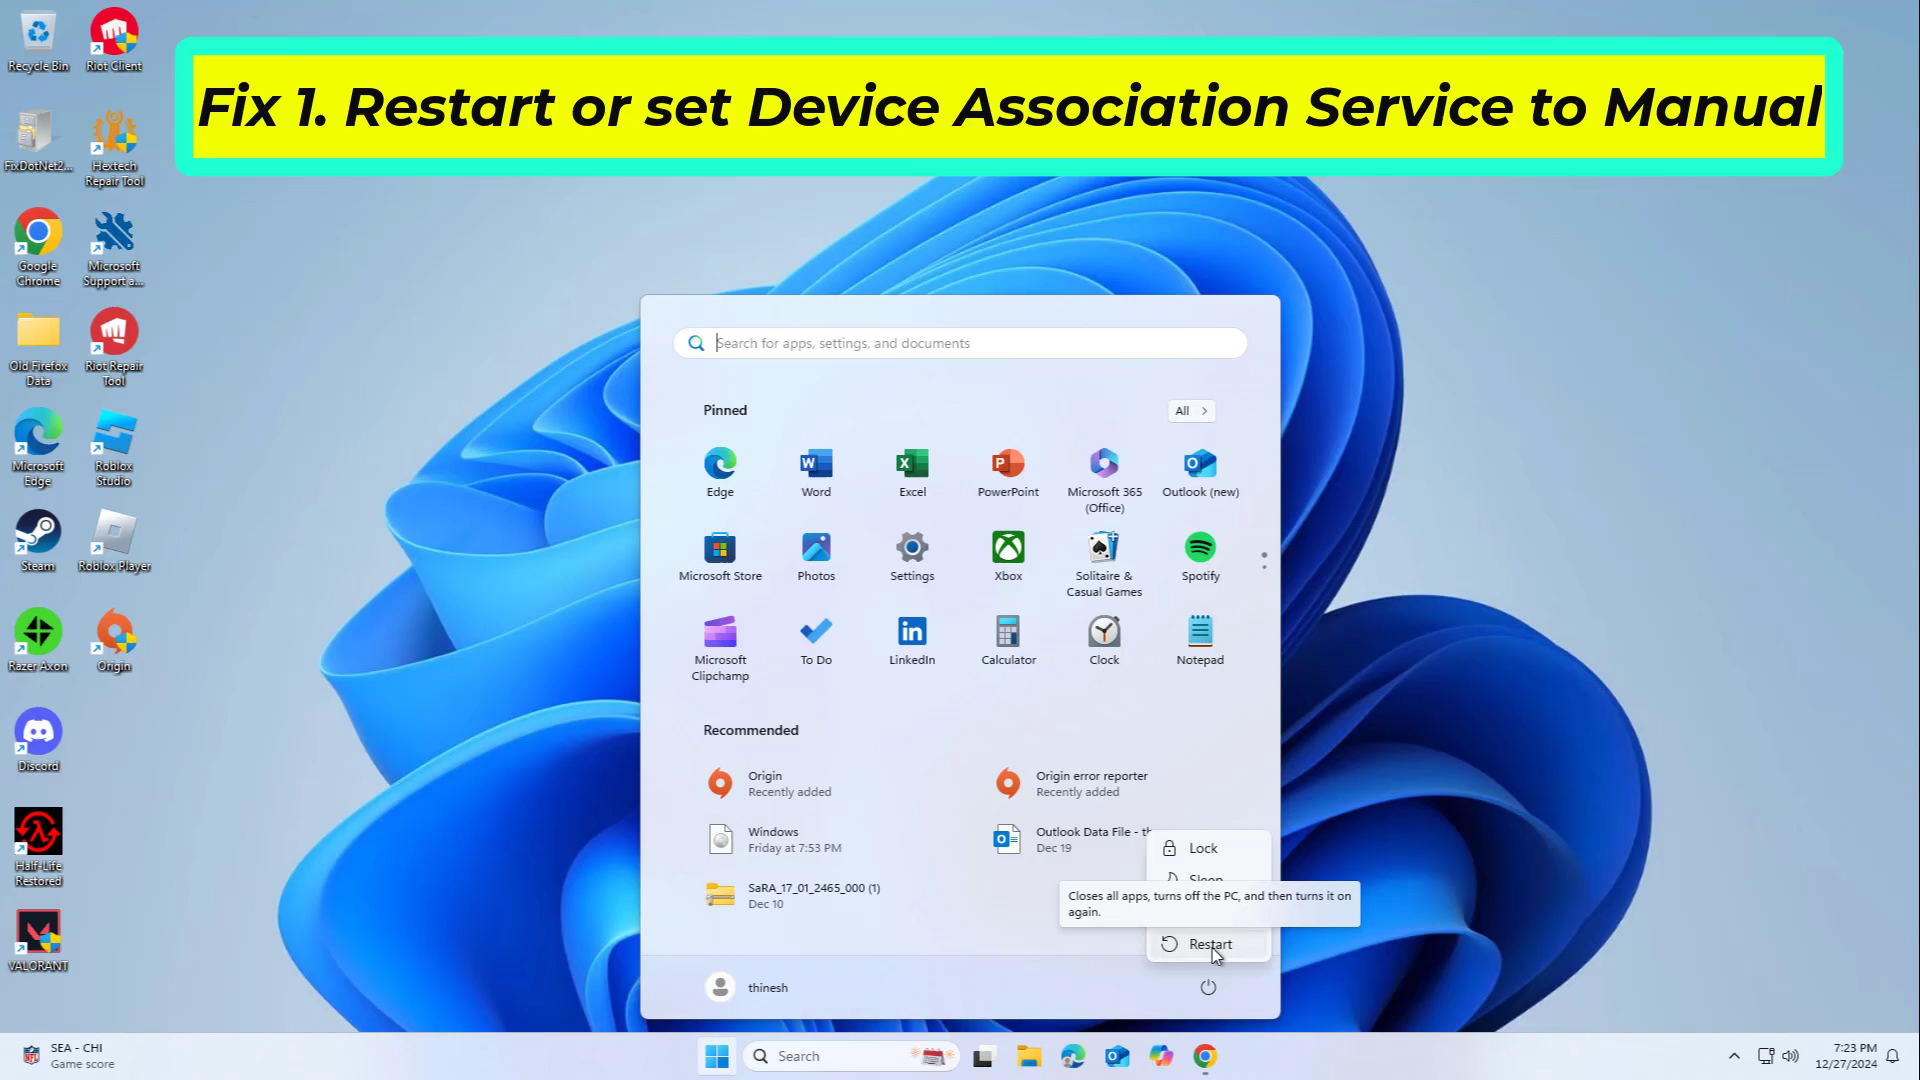 Fix 1. Restart or set Device Association Service to Manual
Recycle Bin
Riot Client
FixDotNet2...
Hextech
Repair Tool
Google
Chrome
Microsoft
Support a...
Old Firefox
Data
Riot Repair
Tool
Microsoft
Edge
Roblox
Studio
Steam
Roblox Player
Razer Axon
Origin
Discord
Half-Life
Restored
VALORANT
Search for apps, settings, and documents
Pinned
All
Edge
Word
Excel
PowerPoint
Microsoft 365
(Office)
Outlook (new)
Microsoft Store
Photos
Settings
Xbox
Solitaire &
Casual Games
Spotify
Microsoft
Clipchamp
To Do
LinkedIn
Calculator
Clock
Notepad
Recommended
Origin
Recently added
Origin error reporter
Recently added
Windows
Friday at 7:53 PM
Outlook Data File - th
Dec 19
SaRA_17_01_2465_000 (1)
Dec 10
Lock
Sleep
Closes all apps, turns off the PC, and then turns it on
again.
Restart
thinesh
SEA - CHI
Game score
Search
7:23 PM
12/27/2024